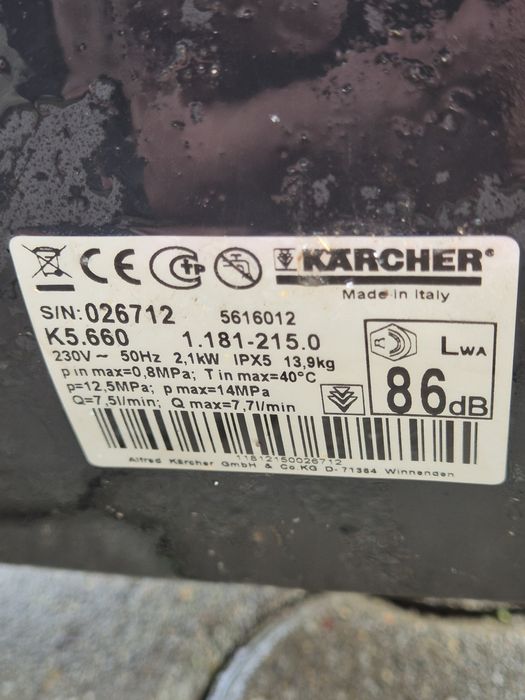 CE tp KÄRCHER®
Made in Italy
S/N: 026712 5616012
K5.660 1.181-215.0
230V ~ 50Hz 2,1kW IPX5 13,9kg
p in max=0,8MPa; T in max=40°C
p=12,5MPa; p max=14MPa
Q=7,5l/min; Q max=7,7l/min
LWA
86dB
11812150026712
Alfred Kärcher GmbH & Co KG D-71364 Winnenden